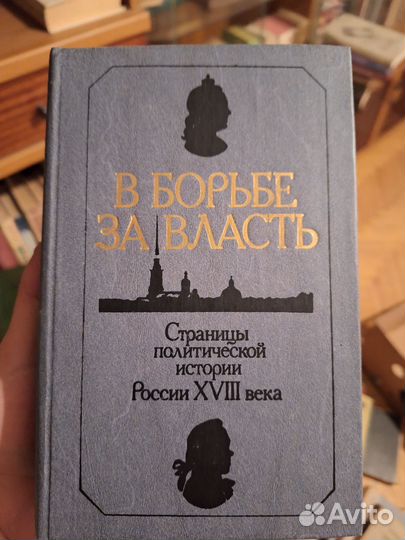 В БОРЬБЕ
ЗА ВЛАСТЬ
Страницы
политической
истории
России XVIII века
Avito